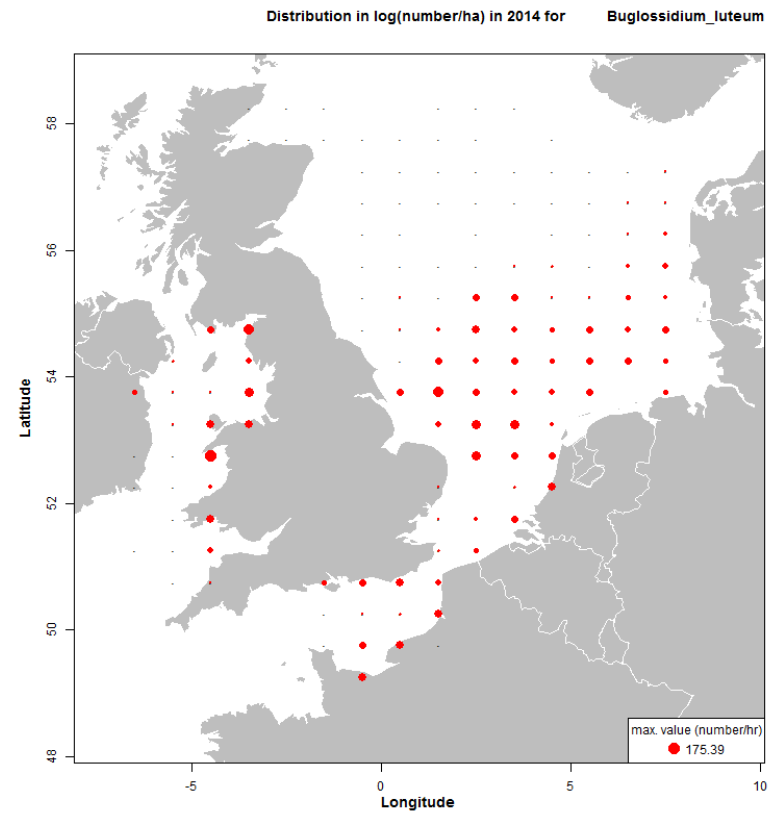 Distribution in log(number/ha) in 2014 for Buglossidium_luteum
58
56
54
52
50
48
Latitude
max. value (number/hr)
175.39
-5 0 5 10
Longitude